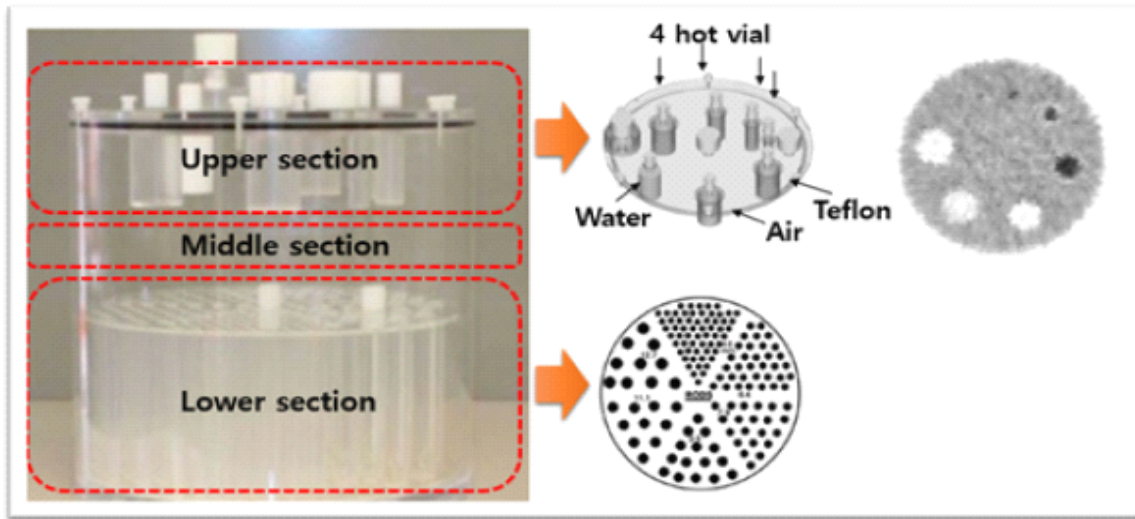 Upper section
Middle section
Lower section
4 hot vial
Water
Air
Teflon